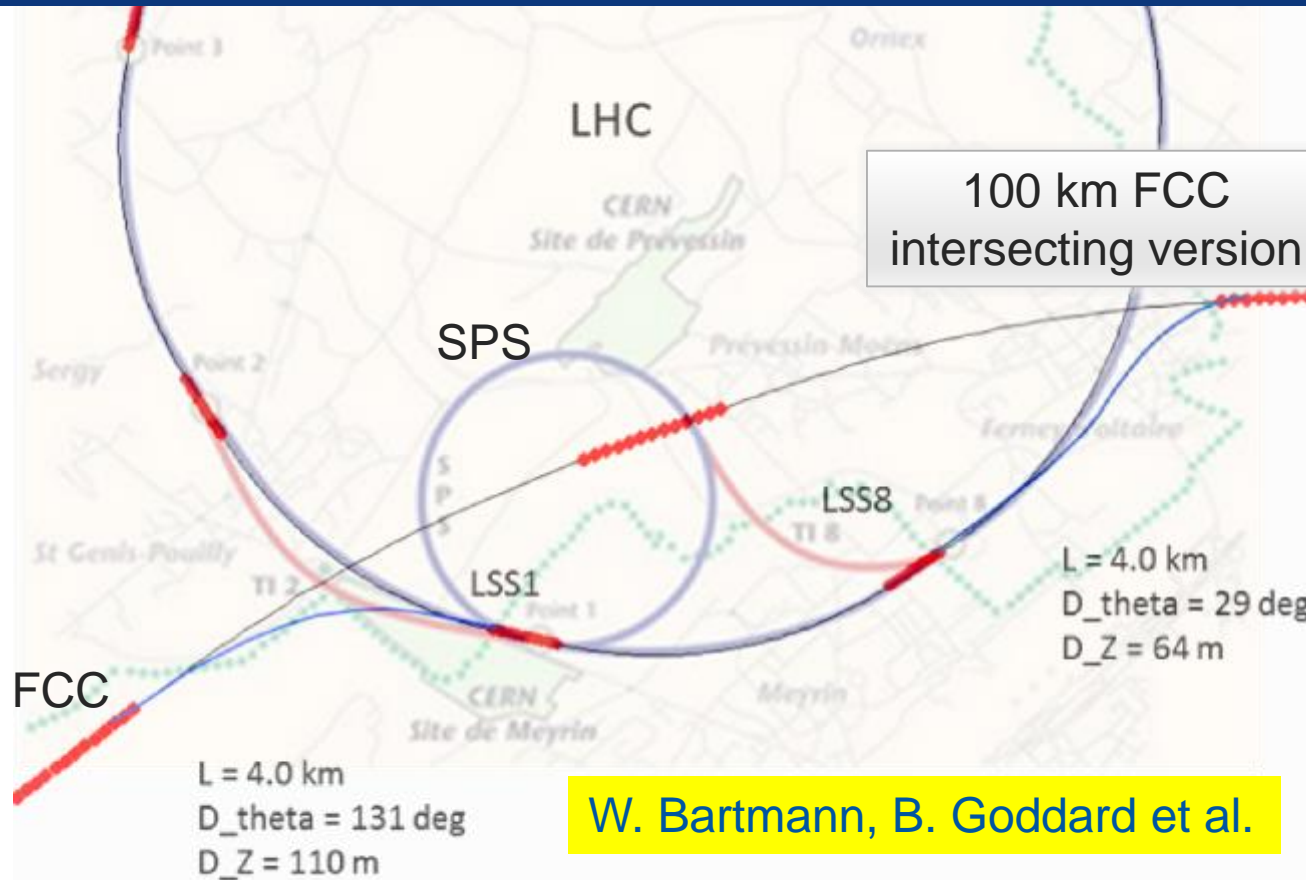 Point 3
Ornex
LHC
100 km FCC
intersecting version
CERN
Site de Prévessin
SPS
Prévessin-Moëns
Sergy
Point 2
Ferney-Voltaire
S
P
S
LSS8
Point 8
TI 8
St Genis-Pouilly
TI 2
LSS1
Point 1
L = 4.0 km
D_theta = 29 deg
D_Z = 64 m
FCC
CERN
Site de Meyrin
Meyrin
L = 4.0 km
D_theta = 131 deg
D_Z = 110 m
W. Bartmann, B. Goddard et al.